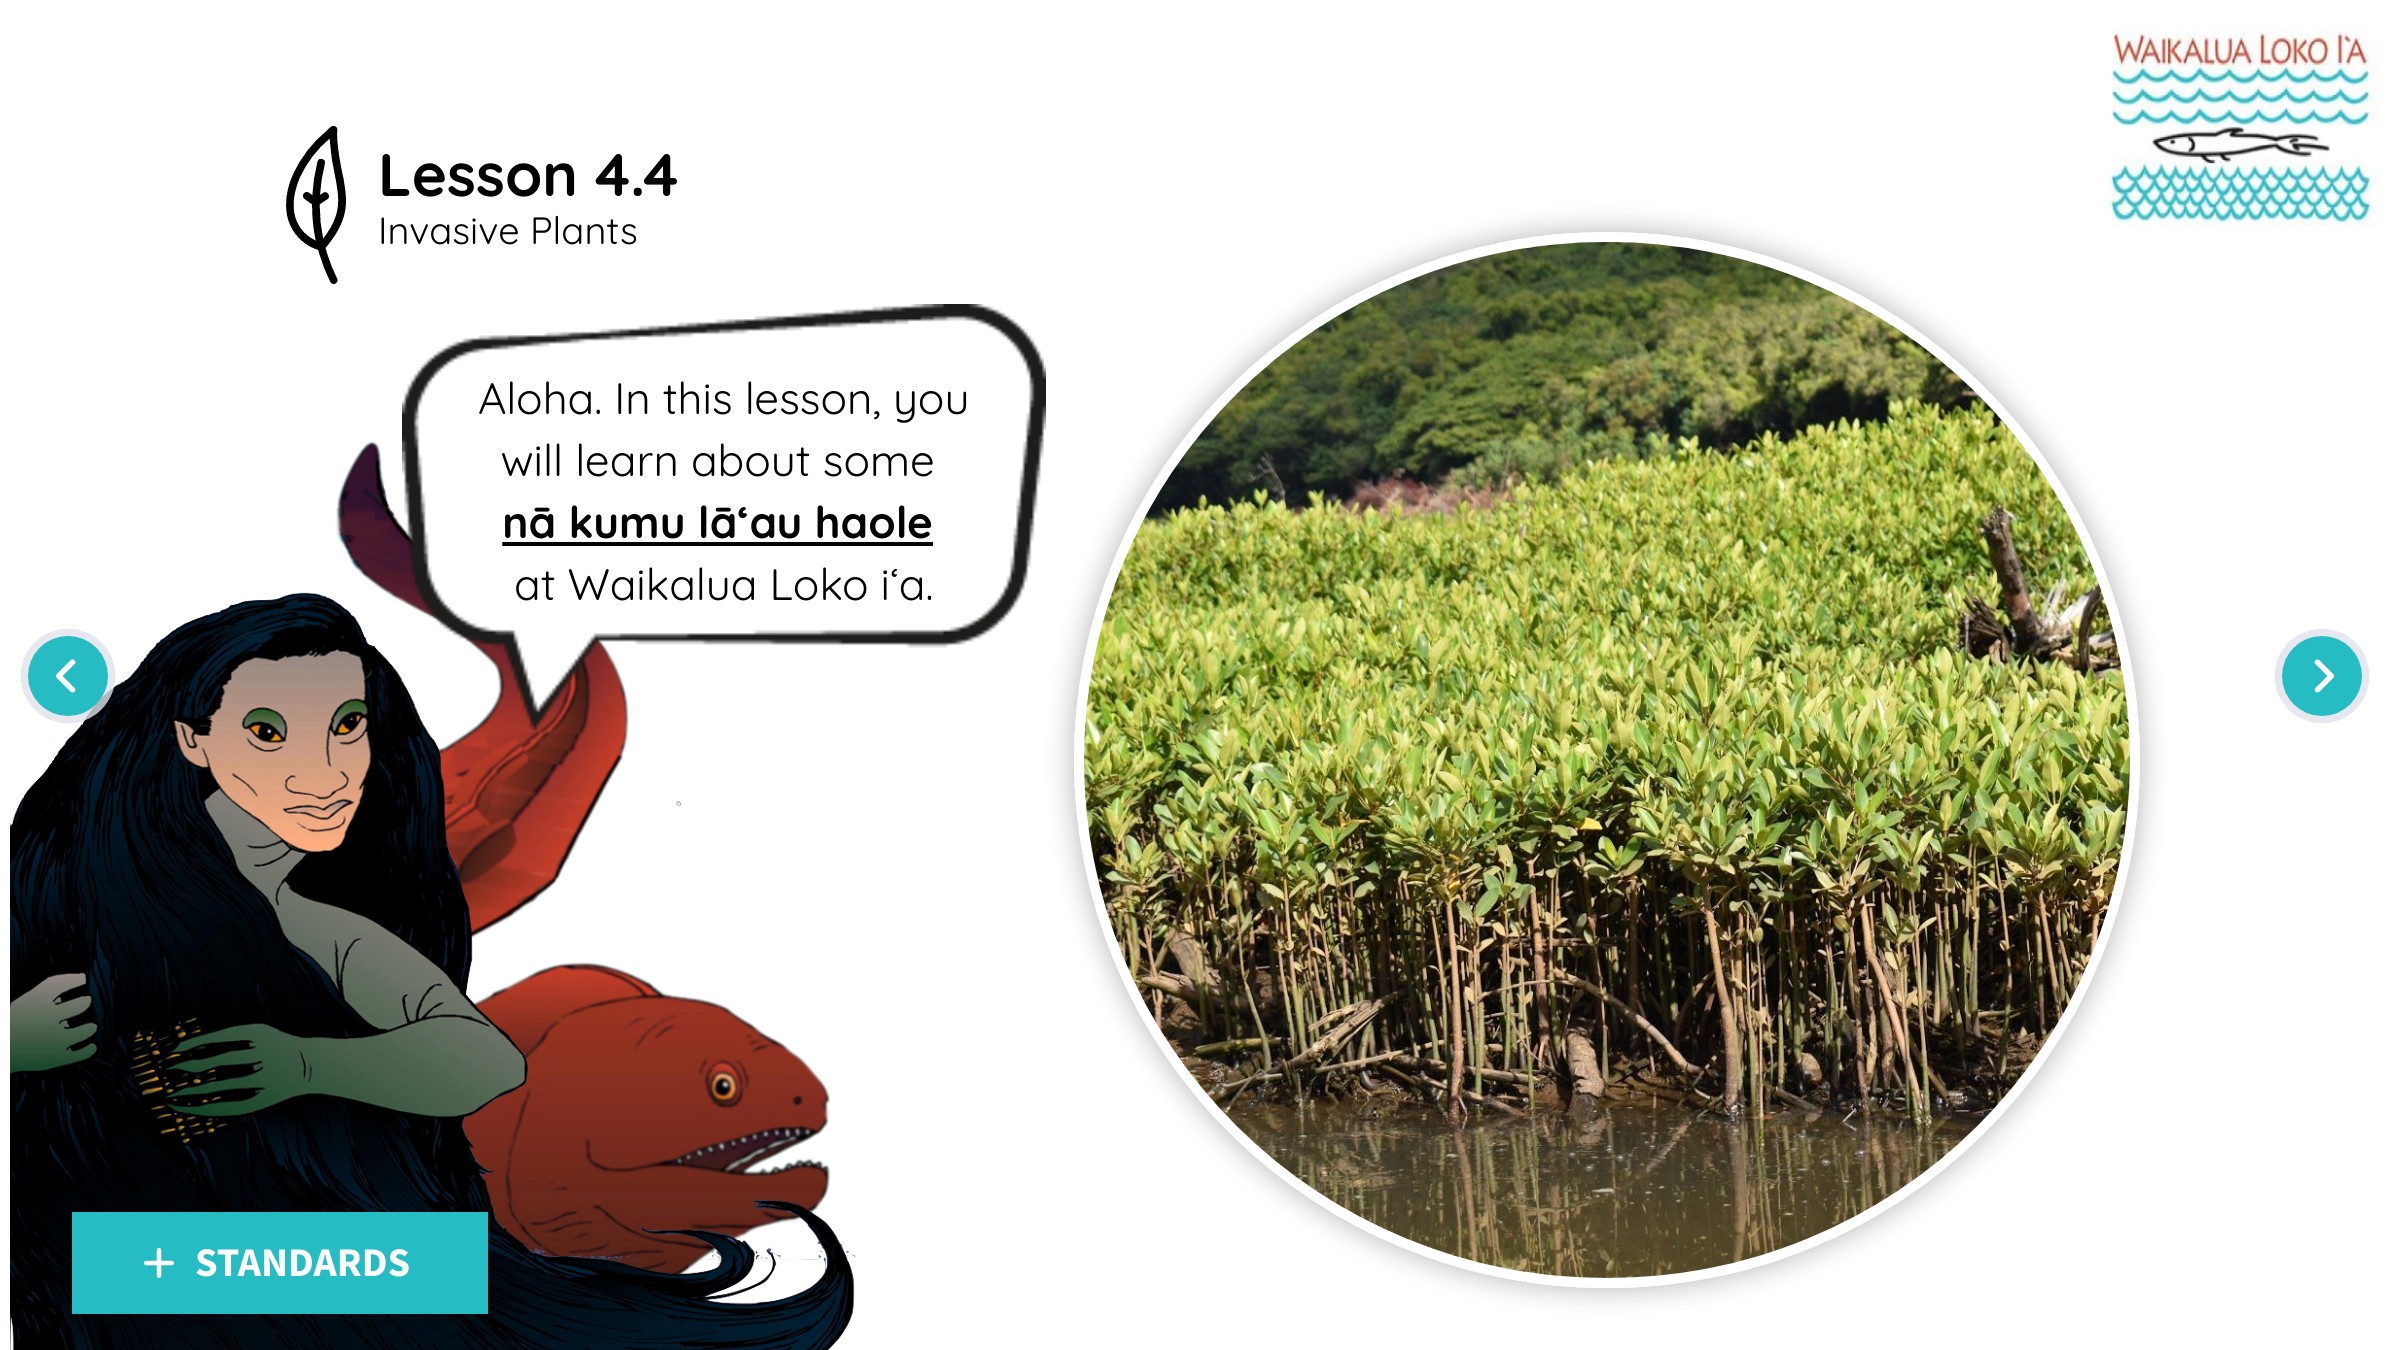 WAIKALUA LOKO I'A
Lesson 4.4
Invasive Plants
Aloha. In this lesson, you
will learn about some
nā kumu lāʻau haole
at Waikalua Loko iʻa.
+ STANDARDS